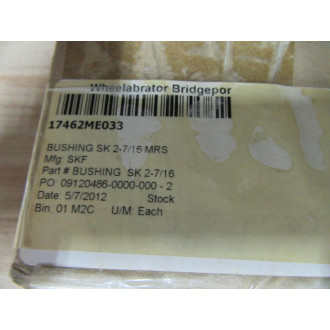 Wheelabrator Bridgepor
17462ME033
BUSHING SK 2-7/16 MRS
Mfg: SKF
Part # BUSHING SK 2-7/16
PO: 09120486-0000-000 - 2
Date: 5/7/2012 Stock
Bin: 01 M2C U/M: Each